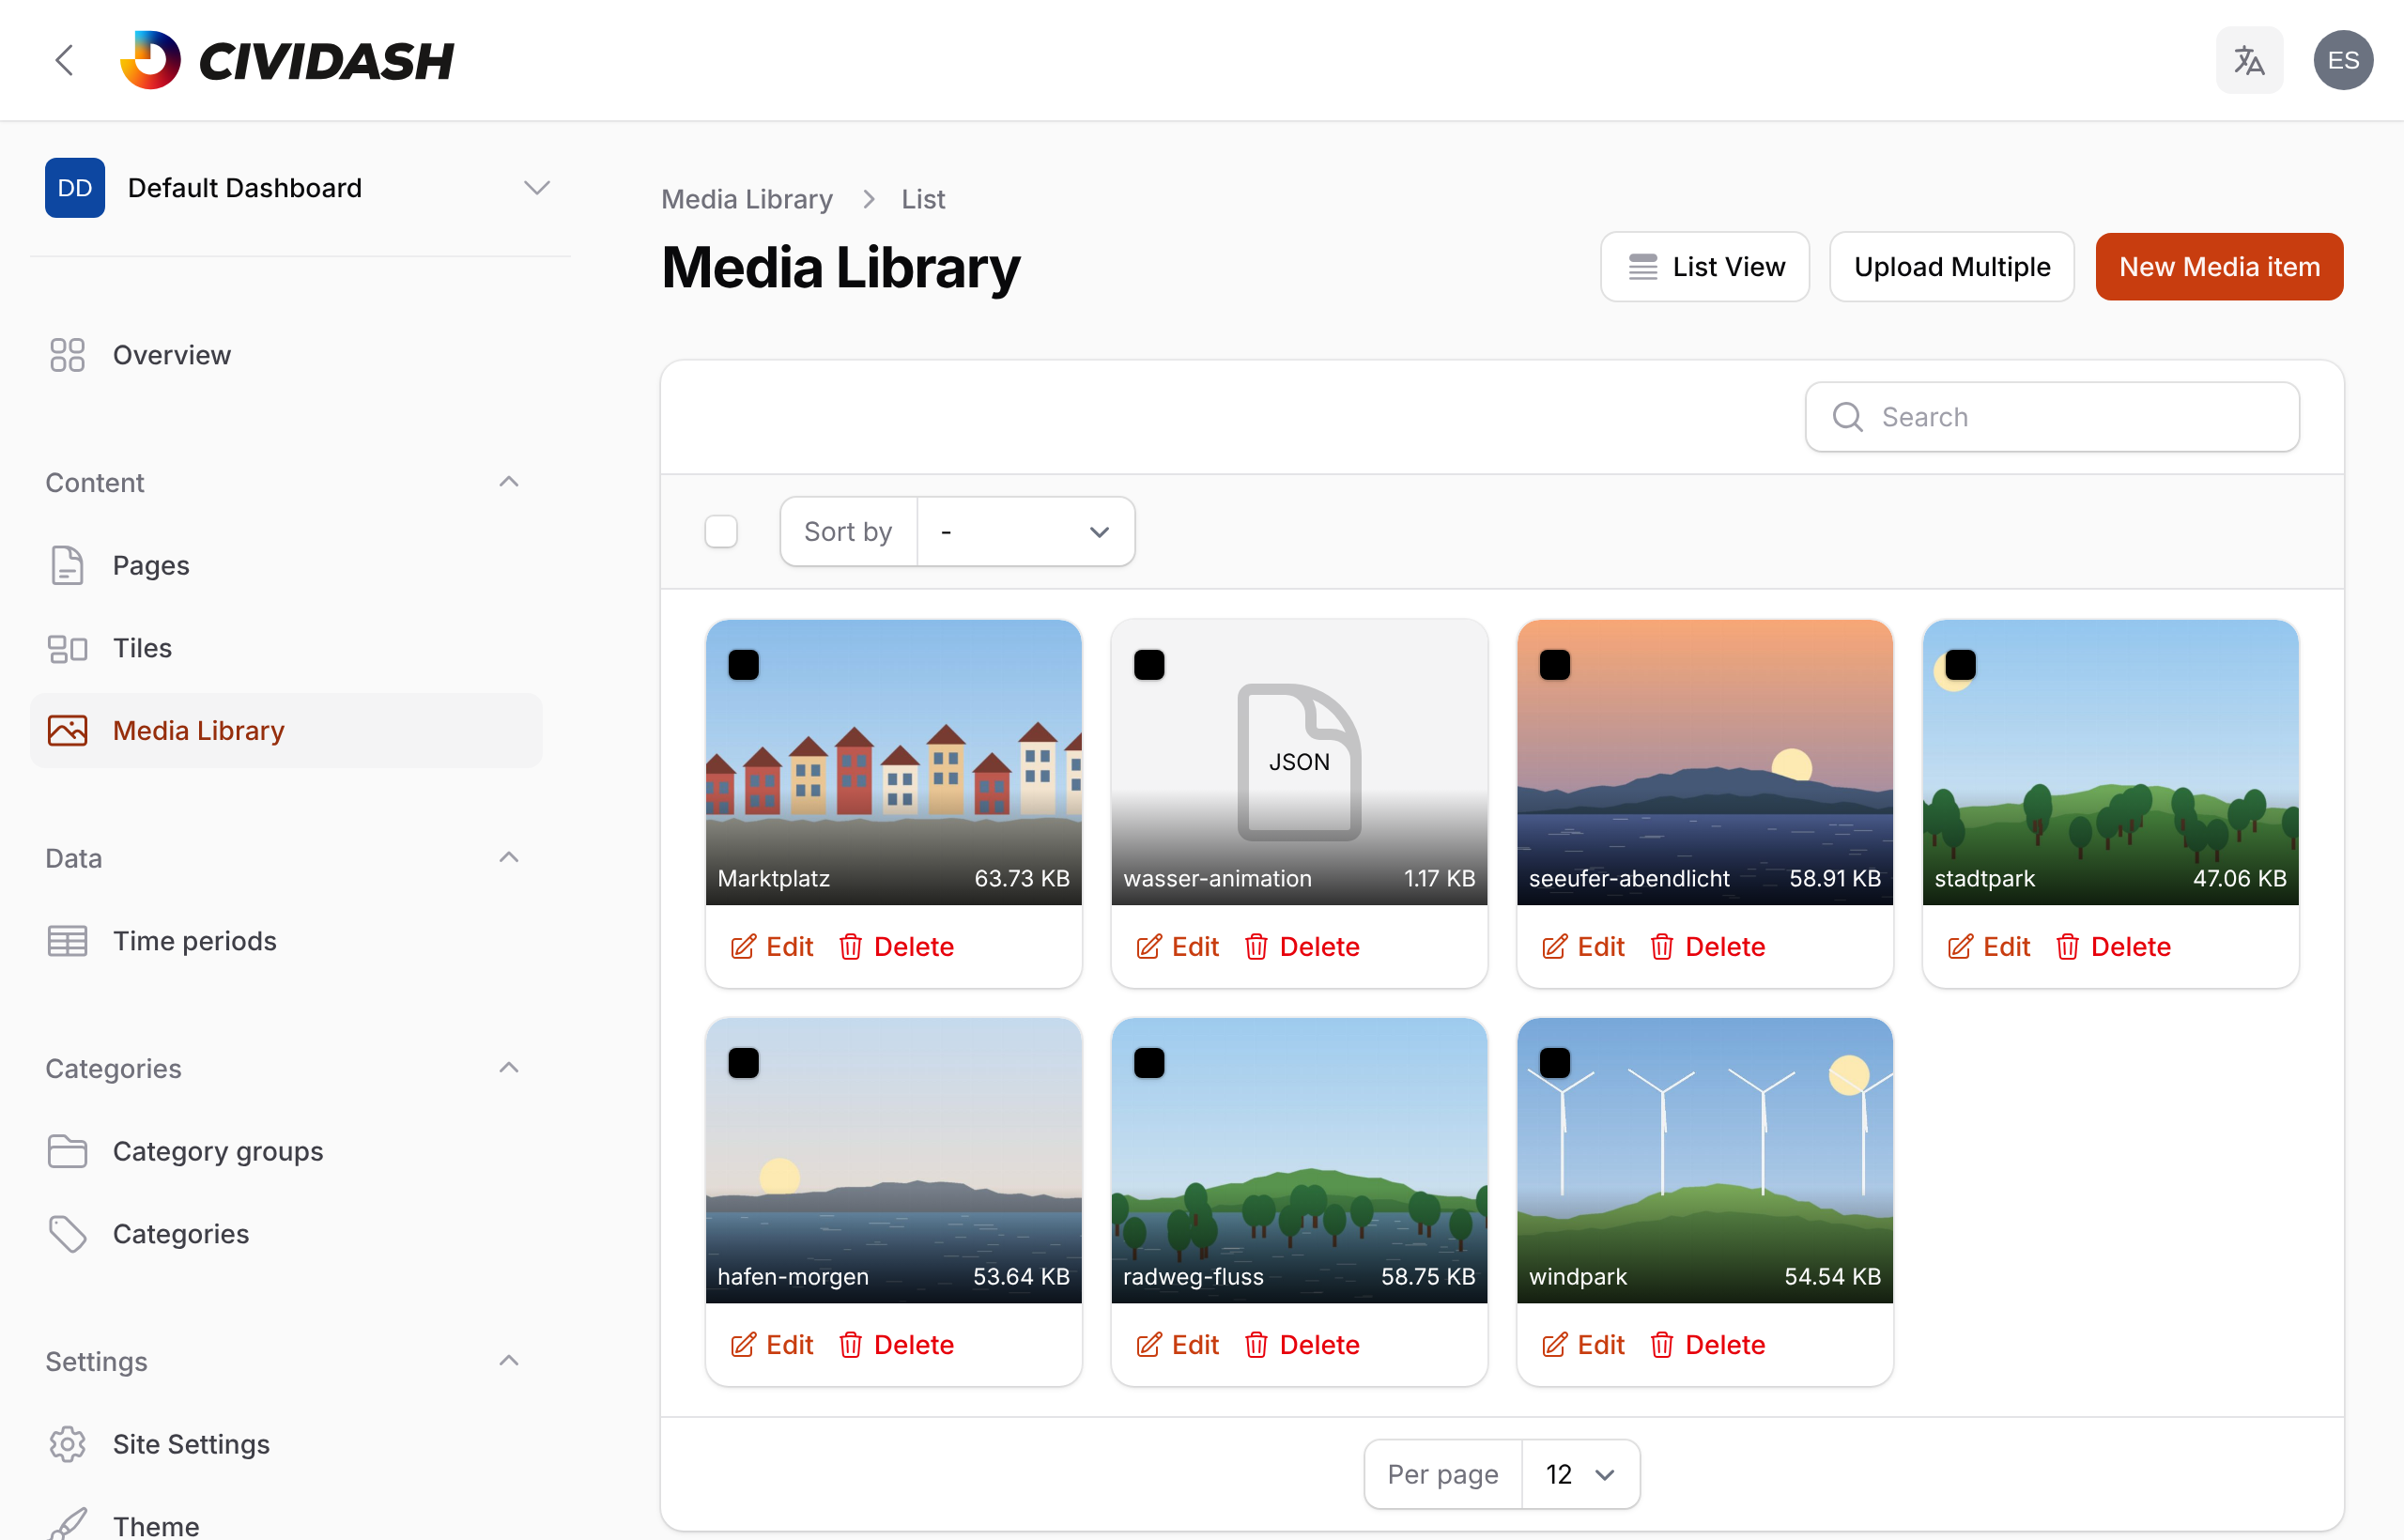 CIVIDASH
ES
DD Default Dashboard
Overview
Content
Pages
Tiles
Media Library
Data
Time periods
Categories
Category groups
Categories
Settings
Site Settings
Theme
Media Library > List
Media Library
List View
Upload Multiple
New Media item
Search
Sort by -
Marktplatz 63.73 KB
Edit Delete
JSON
wasser-animation 1.17 KB
Edit Delete
seeufer-abendlicht 58.91 KB
Edit Delete
stadtpark 47.06 KB
Edit Delete
hafen-morgen 53.64 KB
Edit Delete
radweg-fluss 58.75 KB
Edit Delete
windpark 54.54 KB
Edit Delete
Per page 12